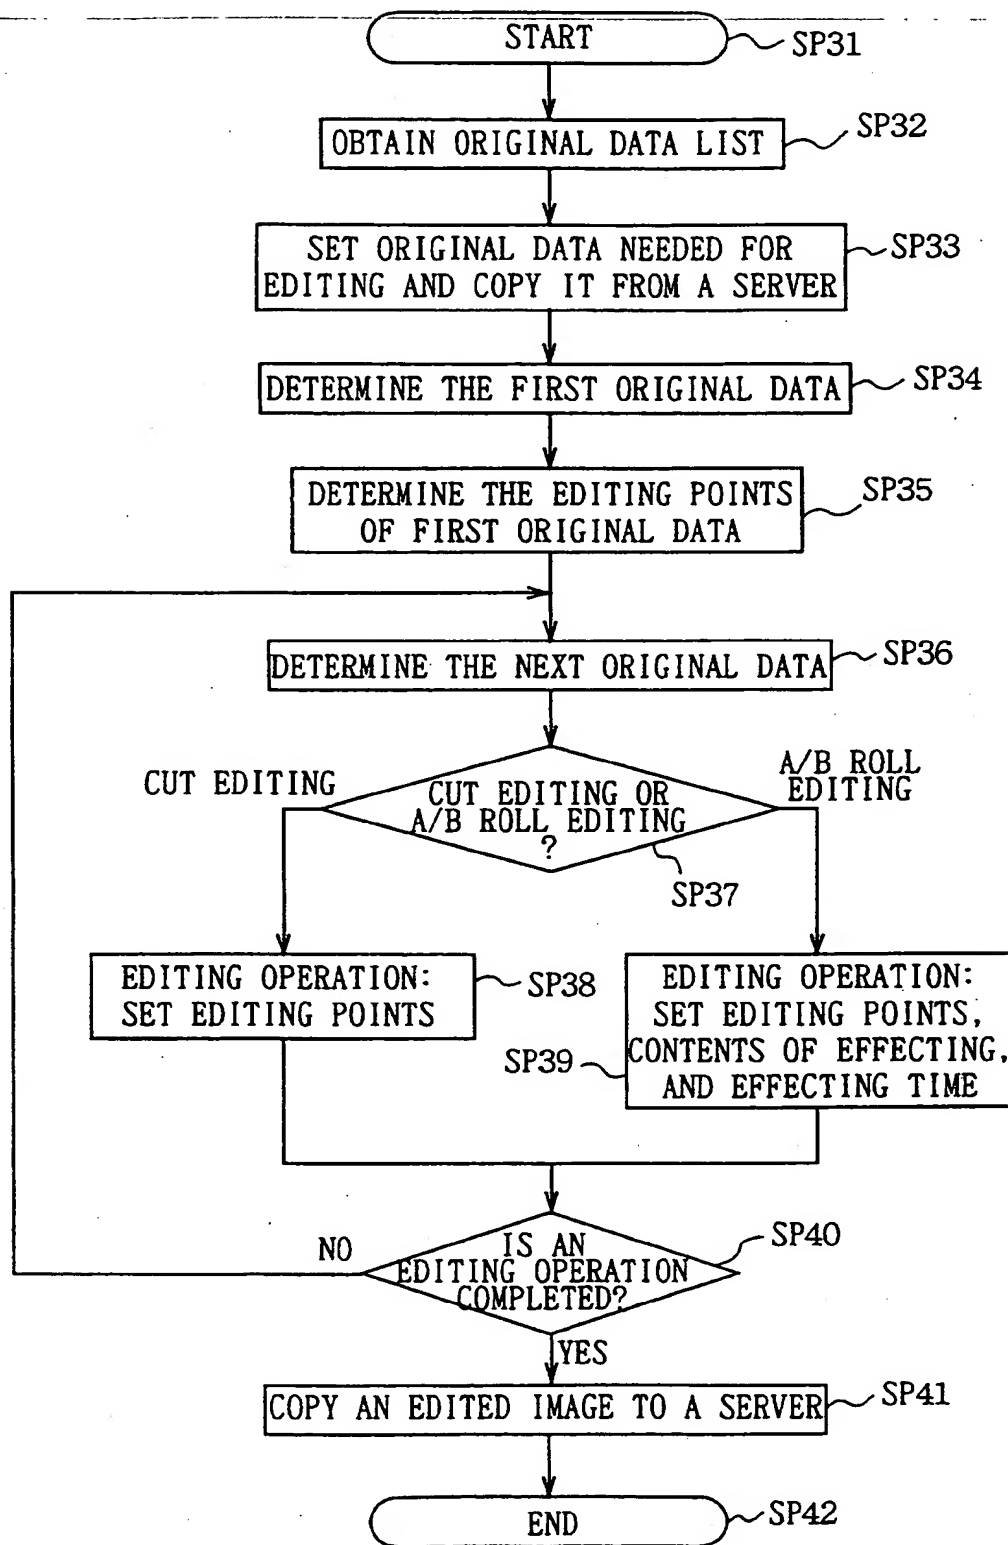 START
SP31
OBTAIN ORIGINAL DATA LIST
SP32
SET ORIGINAL DATA NEEDED FOR
EDITING AND COPY IT FROM A SERVER
SP33
DETERMINE THE FIRST ORIGINAL DATA
SP34
DETERMINE THE EDITING POINTS
OF FIRST ORIGINAL DATA
SP35
DETERMINE THE NEXT ORIGINAL DATA
SP36
CUT EDITING
CUT EDITING OR
A/B ROLL EDITING
?
A/B ROLL
EDITING
SP37
EDITING OPERATION:
SET EDITING POINTS
SP38
EDITING OPERATION:
SET EDITING POINTS,
CONTENTS OF EFFECTING,
AND EFFECTING TIME
SP39
IS AN
EDITING OPERATION
COMPLETED?
SP40
NO
YES
COPY AN EDITED IMAGE TO A SERVER
SP41
END
SP42